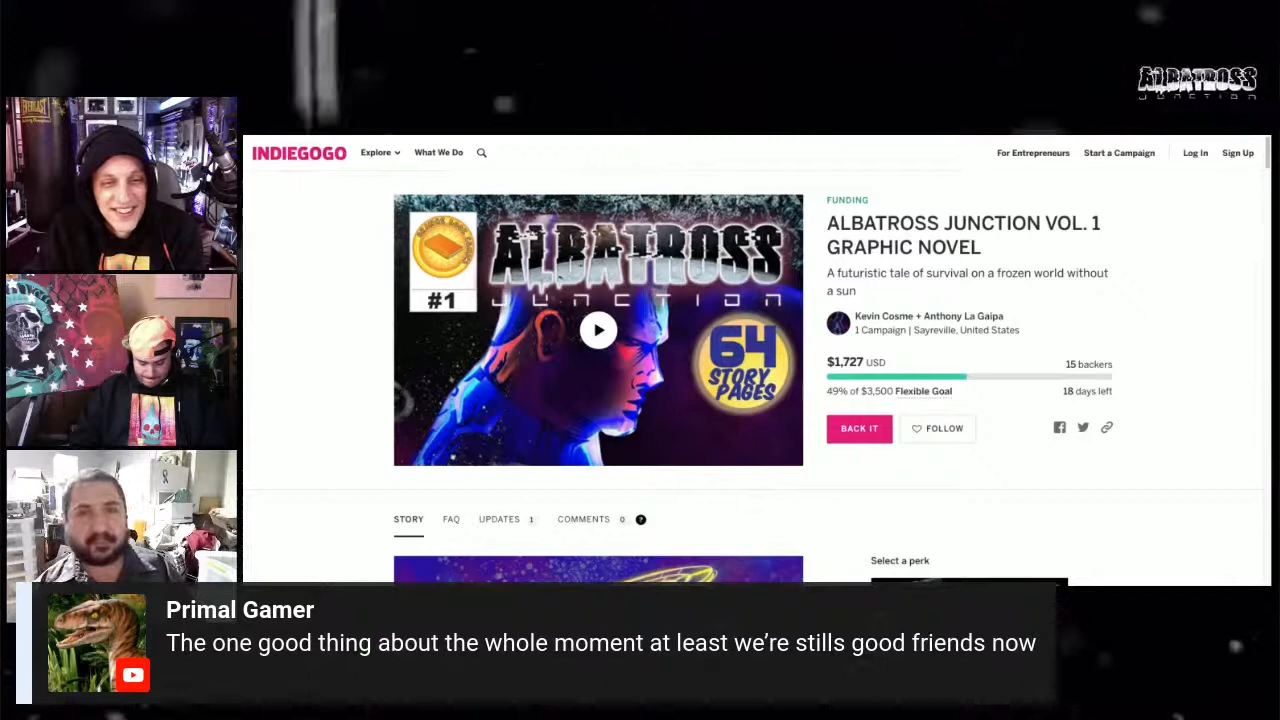 ALBATROSS
JUNCTION
EVERLAST
INDIEGOGO
Explore
What We Do
For Entrepreneurs
Start a Campaign
Log In
Sign Up
#1
ALBATROSS
JUNCTION
64
STORY
PAGES
FUNDING
ALBATROSS JUNCTION VOL. 1
GRAPHIC NOVEL
A futuristic tale of survival on a frozen world without
a sun
Kevin Cosme + Anthony La Gaipa
1 Campaign | Sayreville, United States
$1,727 USD
15 backers
49% of $3,500 Flexible Goal
18 days left
BACK IT
FOLLOW
STORY
FAQ
UPDATES 1
COMMENTS 0 ?
Select a perk
Primal Gamer
The one good thing about the whole moment at least we’re stills good friends now